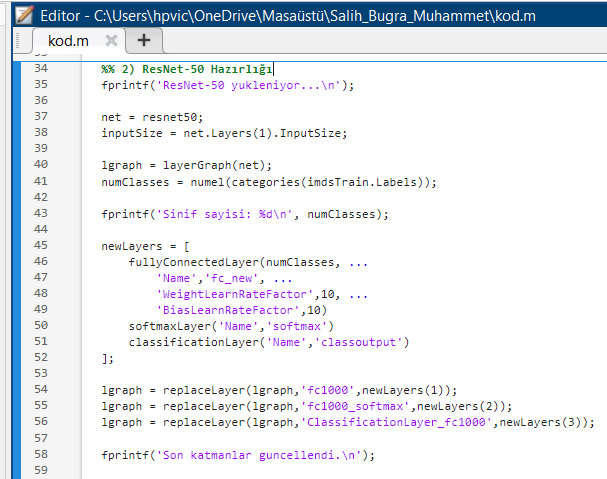 Editor - C:\Users\hpvic\OneDrive\Masaüstü\Salih_Bugra_Muhammet\kod.m
kod.m
34 %% 2) ResNet-50 Hazırlığı
35 fprintf('ResNet-50 yukleniyor...\n');
36
37 net = resnet50;
38 inputSize = net.Layers(1).InputSize;
39
40 lgraph = layerGraph(net);
41 numClasses = numel(categories(imdsTrain.Labels));
42
43 fprintf('Sinif sayisi: %d\n', numClasses);
44
45 newLayers = [
46     fullyConnectedLayer(numClasses, ...
47         'Name','fc_new', ...
48         'WeightLearnRateFactor',10, ...
49         'BiasLearnRateFactor',10)
50     softmaxLayer('Name','softmax')
51     classificationLayer('Name','classoutput')
52 ];
53
54 lgraph = replaceLayer(lgraph,'fc1000',newLayers(1));
55 lgraph = replaceLayer(lgraph,'fc1000_softmax',newLayers(2));
56 lgraph = replaceLayer(lgraph,'ClassificationLayer_fc1000',newLayers(3));
57
58 fprintf('Son katmanlar guncellendi.\n');
59